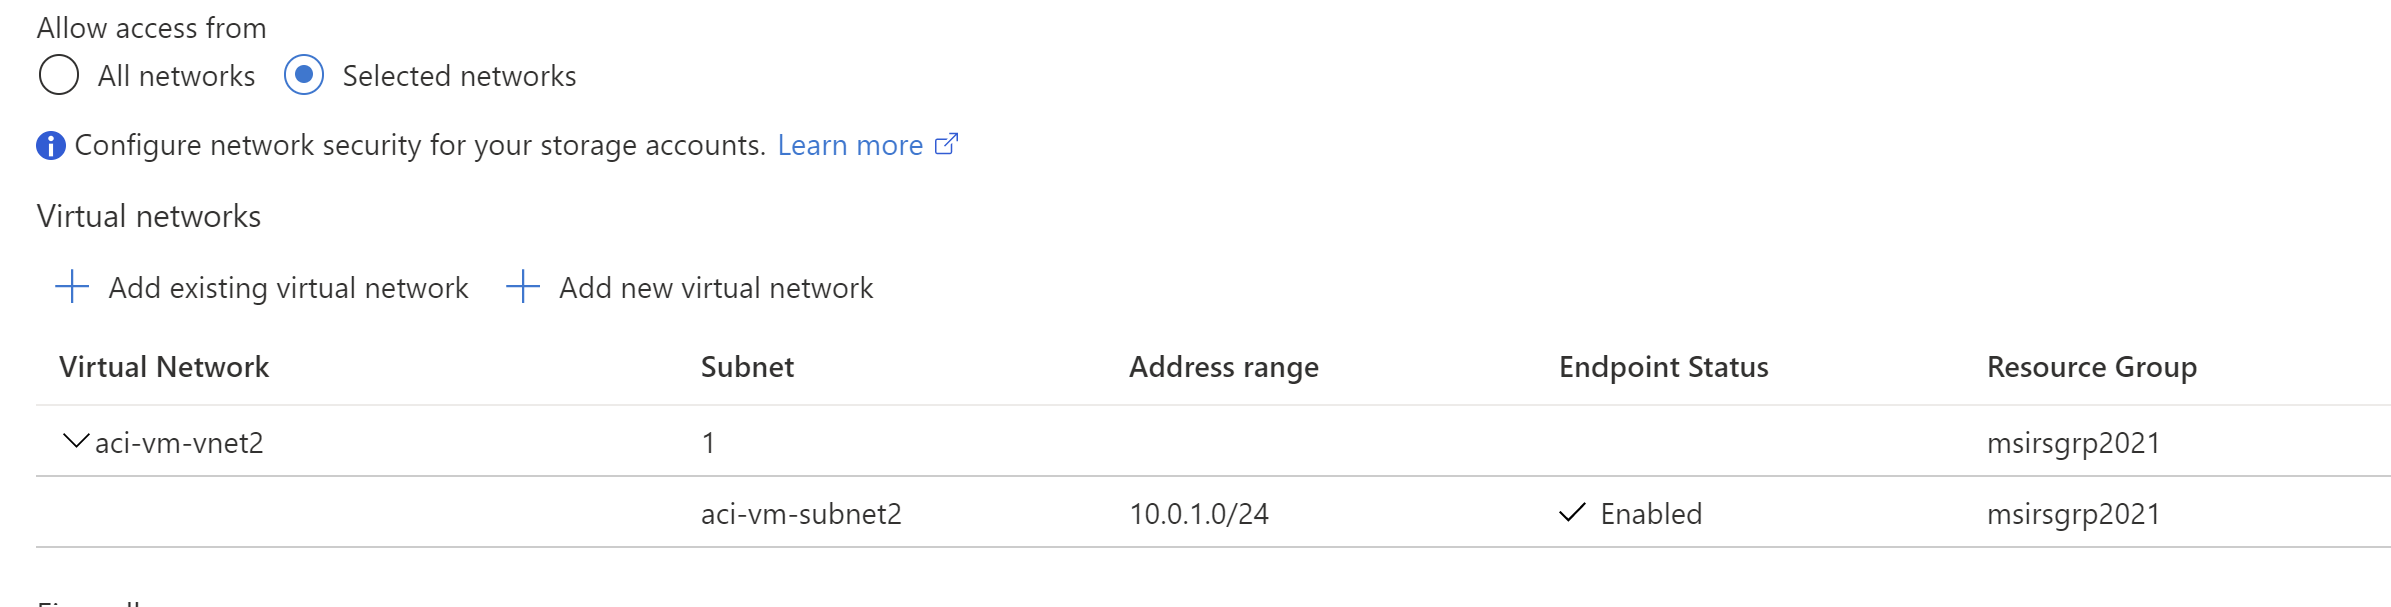 Allow access from
All networks Selected networks
Configure network security for your storage accounts. Learn more
Virtual networks
Add existing virtual network Add new virtual network
Virtual Network Subnet Address range Endpoint Status Resource Group
aci-vm-vnet2 1 msirsgrp2021
aci-vm-subnet2 10.0.1.0/24 Enabled msirsgrp2021